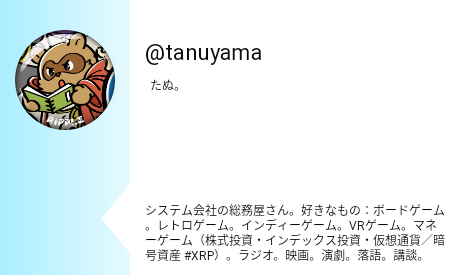 @tanuyama
たぬ。
システム会社の総務屋さん。好きなもの：ボードゲーム
。レトロゲーム。インディーゲーム。VRゲーム。マネ
ーゲーム（株式投資・インデックス投資・仮想通貨／暗
号資産 #XRP）。ラジオ。映画。演劇。落語。講談。